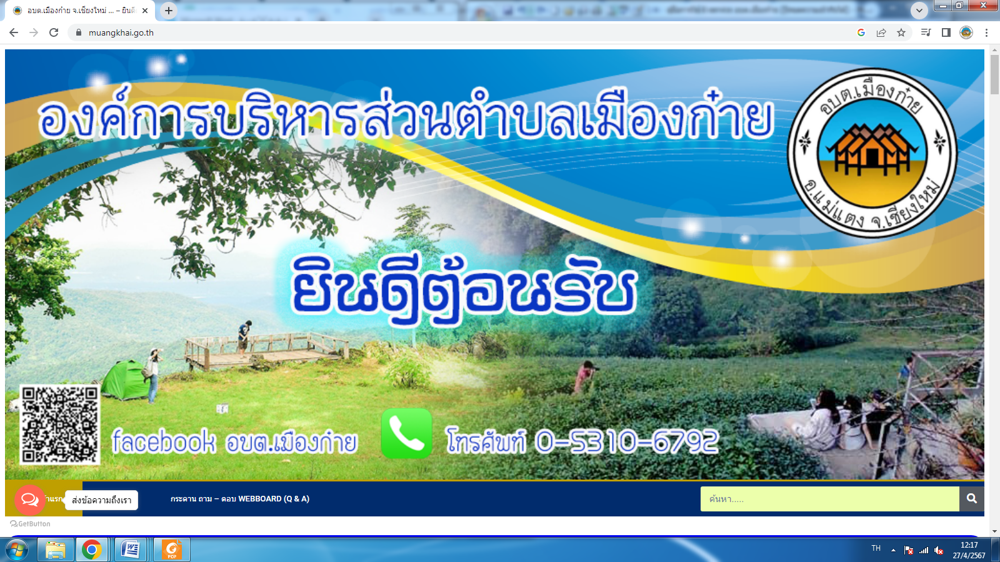 อบต.เมืองก๋าย จ.เชียงใหม่ ... – ยินดี
muangkhai.go.th
องค์การบริหารส่วนตำบลเมืองก๋าย
อบต.เมืองก๋าย
อ.แม่แตง จ.เชียงใหม่
ยินดีต้อนรับ
facebook อบต.เมืองก๋าย
โทรศัพท์ 0-5310-6792
ส่งข้อความถึงเรา
กระดาน ถาม – ตอบ WEBBOARD (Q & A)
ค้นหา.....
GetButton
PDF
TH
12:17
27/4/2567